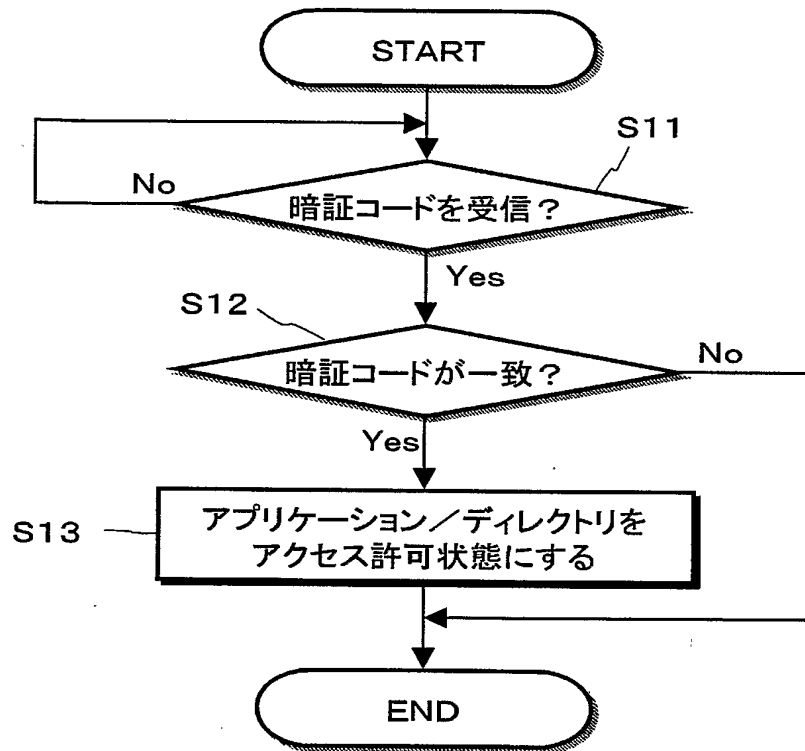 START
S11
No
暗証コードを受信？
Yes
S12
No
暗証コードが一致？
Yes
S13
アプリケーション／ディレクトリを
アクセス許可状態にする
END